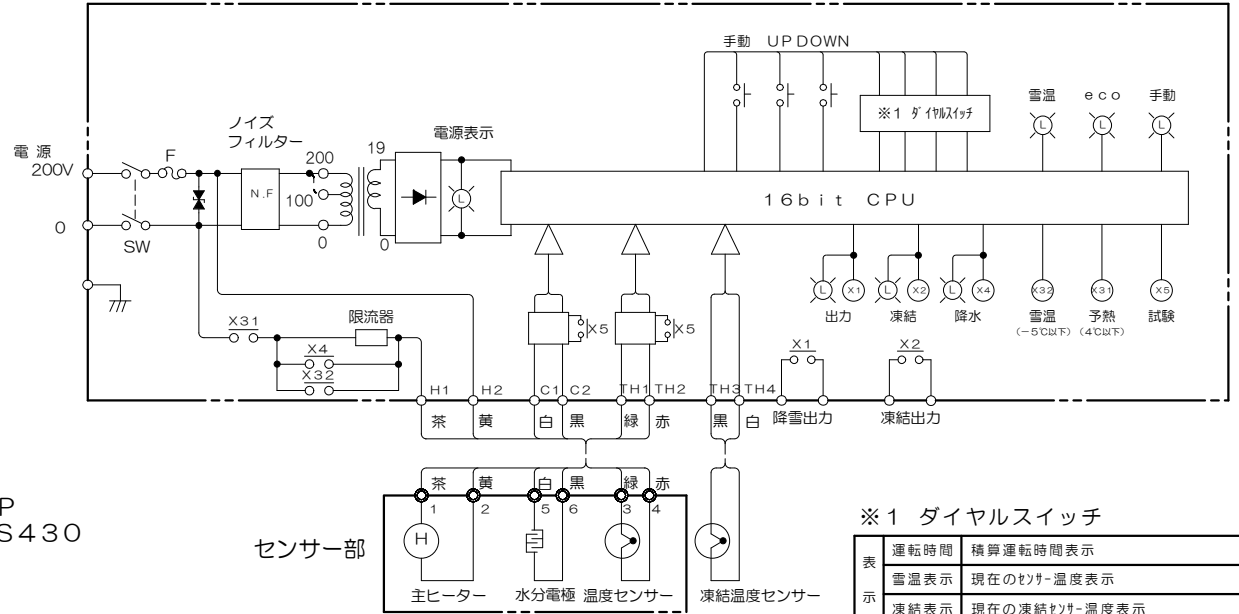 手動 UP DOWN
※1 ダイヤルスイッチ
雪温 eco 手動
L L L
ノイズ
フィルター
電源表示
電源
200V
F
N.F
200
100
0
19
0
L
16bit CPU
0
SW
L X1 L X2 L X4 X32 X31 X5
出力 凍結 降水 雪温 予熱 試験
(-5℃以下) (4℃以下)
X31
限流器
X4
X32
X5 X5
X1 X2
H1 H2 C1 C2 TH1 TH2 TH3 TH4
降雪出力 凍結出力
茶 黄 白 黒 緑 赤 黒 白
茶 黄 白 黒 緑 赤
1 2 5 6 3 4
H
センサー部
主ヒーター 水分電極 温度センサー 凍結温度センサー
P
S430
※1 ダイヤルスイッチ
表示
運転時間 積算運転時間表示
雪温表示 現在のセンサー温度表示
凍結表示 現在の凍結センサー温度表示